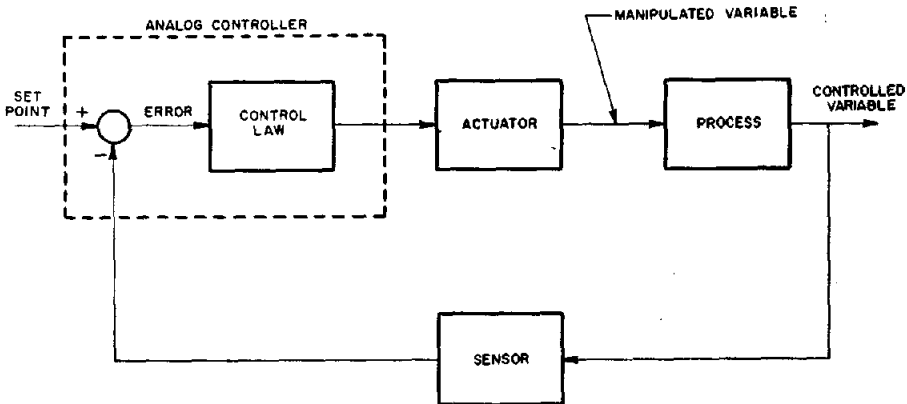 ANALOG CONTROLLER
MANIPULATED VARIABLE
SET
POINT
+
-
ERROR
CONTROL
LAW
ACTUATOR
PROCESS
CONTROLLED
VARIABLE
SENSOR